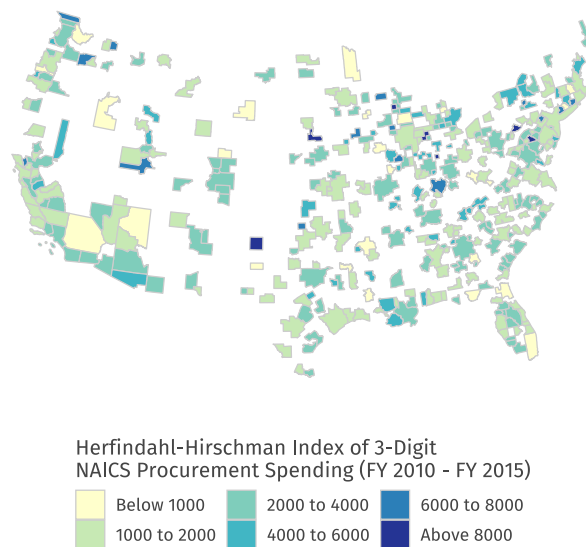 Herfindahl-Hirschman Index of 3-Digit
NAICS Procurement Spending (FY 2010 - FY 2015)
Below 1000
2000 to 4000
6000 to 8000
1000 to 2000
4000 to 6000
Above 8000